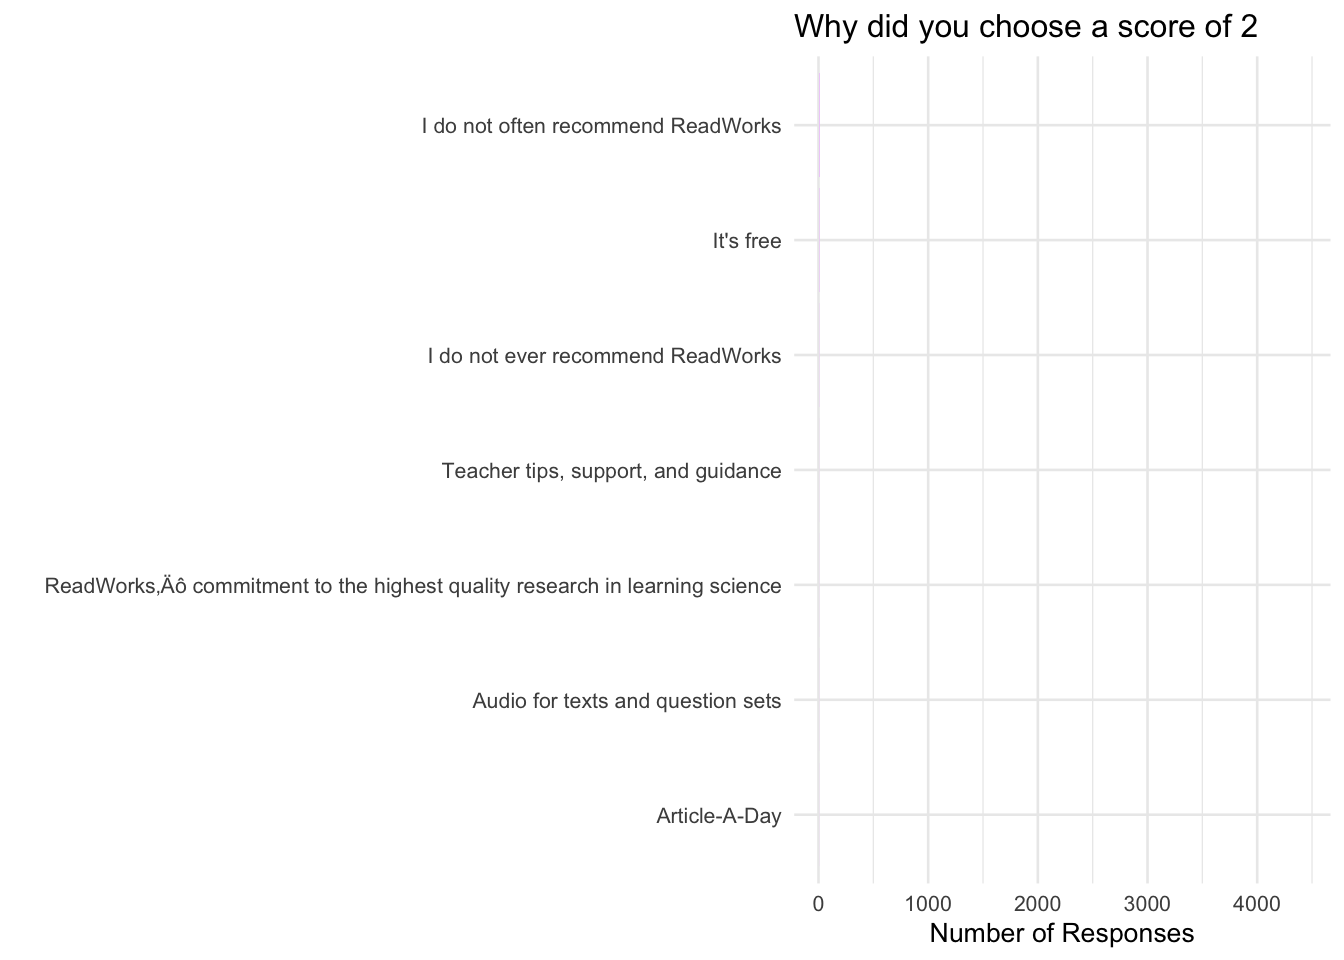 Why did you choose a score of 2
I do not often recommend ReadWorks
It's free
I do not ever recommend ReadWorks
Teacher tips, support, and guidance
ReadWorks‚Äô commitment to the highest quality research in learning science
Audio for texts and question sets
Article-A-Day
0 1000 2000 3000 4000
Number of Responses